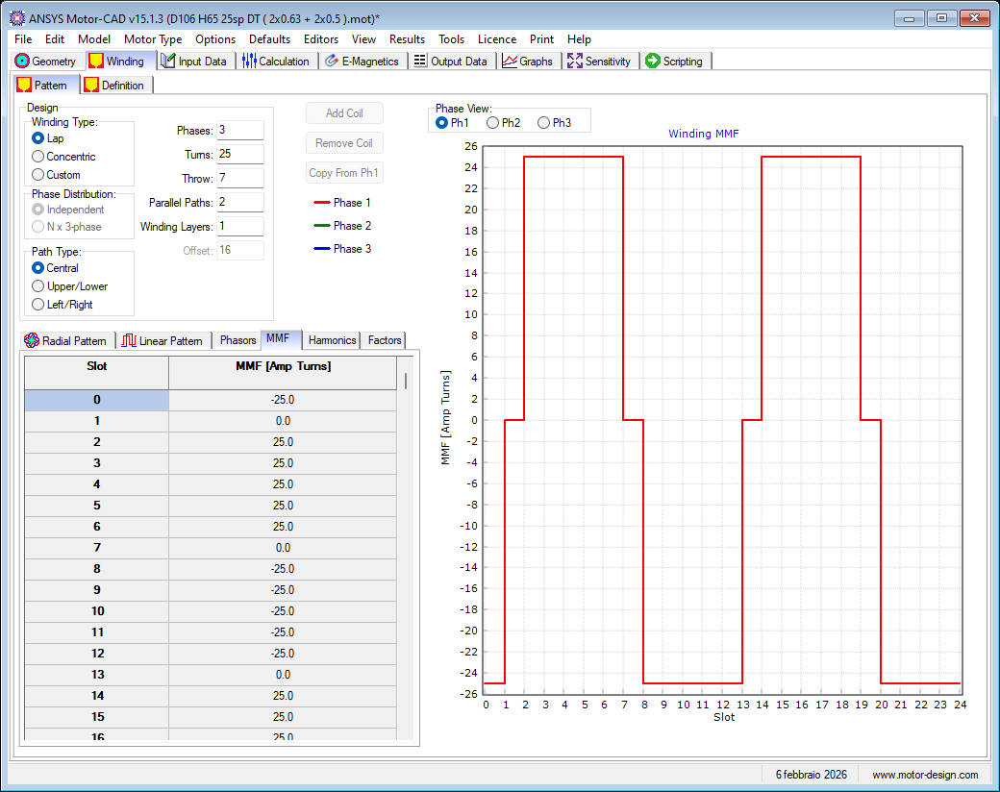 ANSYS Motor-CAD v15.1.3 (D106 H65 25sp DT ( 2x0.63 + 2x0.5 ).mot)*
File Edit Model Motor Type Options Defaults Editors View Results Tools Licence Print Help
Geometry Winding Input Data Calculation E-Magnetics Output Data Graphs Sensitivity Scripting
Pattern Definition
Design
Winding Type:
Lap
Concentric
Custom
Phase Distribution:
Independent
N x 3-phase
Path Type:
Central
Upper/Lower
Left/Right
Phases: 3
Turns: 25
Throw: 7
Parallel Paths: 2
Winding Layers: 1
Offset: 16
Add Coil
Remove Coil
Copy From Ph1
Phase 1
Phase 2
Phase 3
Radial Pattern Linear Pattern Phasors MMF Harmonics Factors
Slot MMF [Amp Turns]
0 -25.0
1 0.0
2 25.0
3 25.0
4 25.0
5 25.0
6 25.0
7 0.0
8 -25.0
9 -25.0
10 -25.0
11 -25.0
12 -25.0
13 0.0
14 25.0
15 25.0
16 25.0
Phase View:
Ph1 Ph2 Ph3
Winding MMF
26
24
22
20
18
16
14
12
10
8
6
4
2
0
-2
-4
-6
-8
-10
-12
-14
-16
-18
-20
-22
-24
-26
MMF [Amp Turns]
0 1 2 3 4 5 6 7 8 9 10 11 12 13 14 15 16 17 18 19 20 21 22 23 24
Slot
6 febbraio 2026 www.motor-design.com